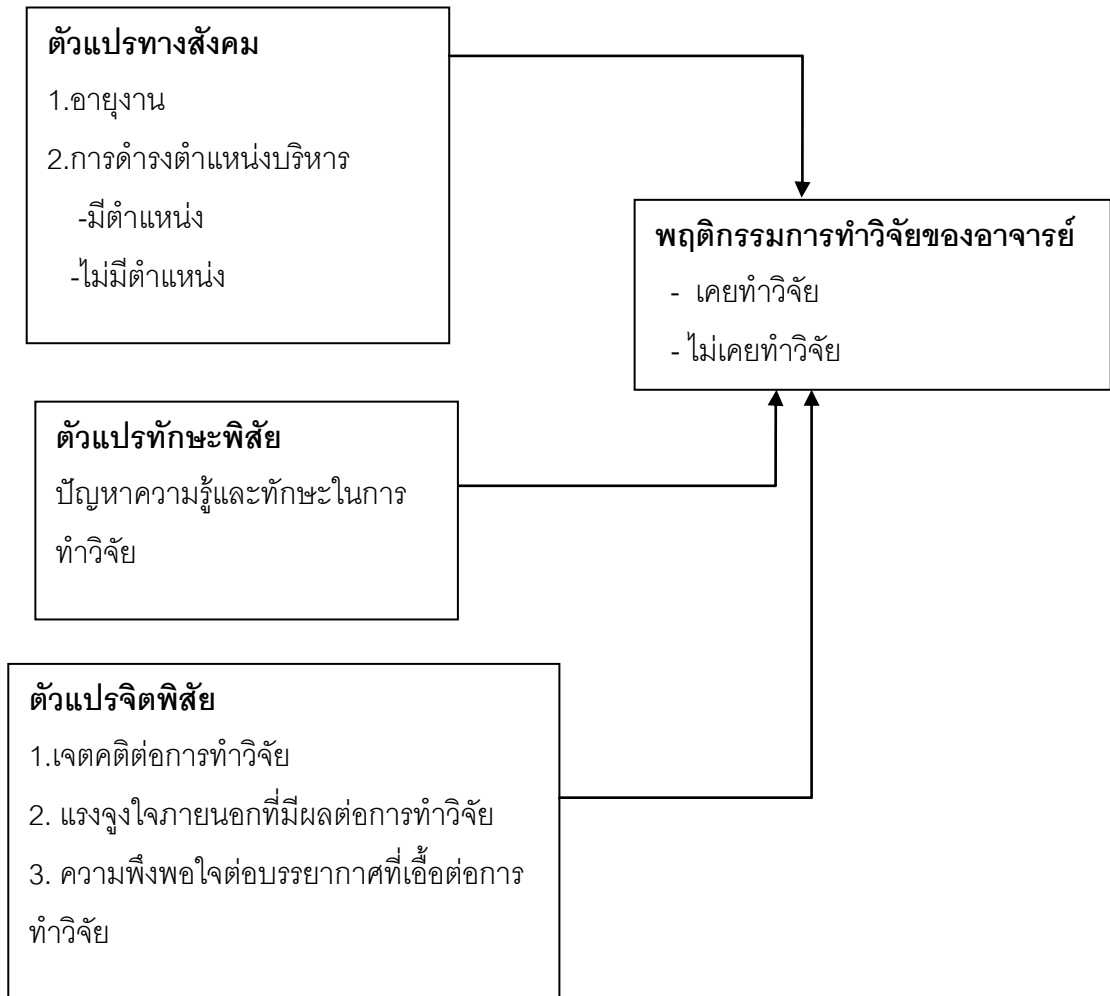 ตัวแปรทางสังคม
1.อายุงาน
2.การดำรงตำแหน่งบริหาร
-มีตำแหน่ง
-ไม่มีตำแหน่ง
พฤติกรรมการทำวิจัยของอาจารย์
- เคยทำวิจัย
- ไม่เคยทำวิจัย
ตัวแปรทักษะพิสัย
ปัญหาความรู้และทักษะในการ
ทำวิจัย
ตัวแปรจิตพิสัย
1.เจตคติต่อการทำวิจัย
2. แรงจูงใจภายนอกที่มีผลต่อการทำวิจัย
3. ความพึงพอใจต่อบรรยากาศที่เอื้อต่อการ
ทำวิจัย